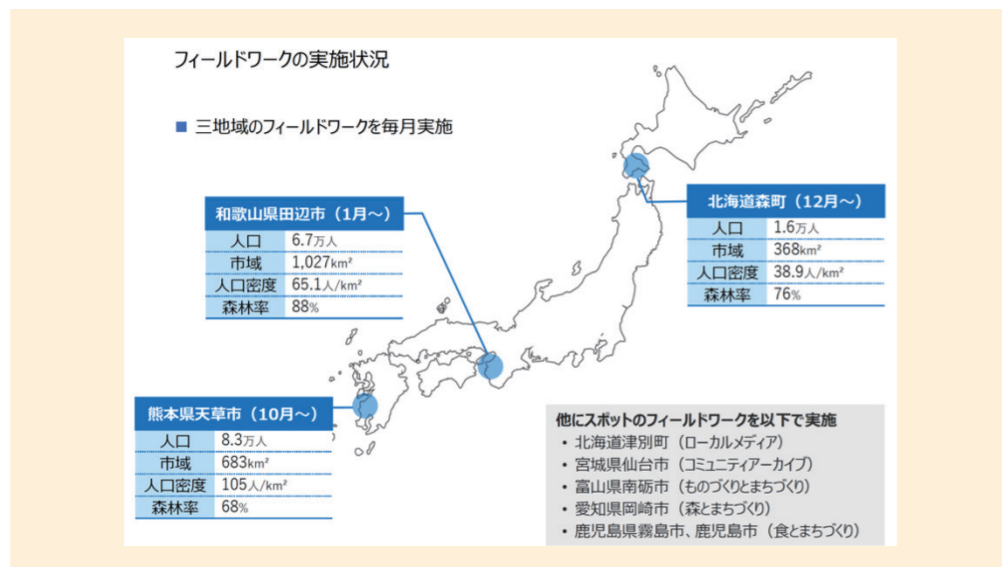 フィールドワークの実施状況
■ 三地域のフィールドワークを毎月実施
和歌山県田辺市（1月～）
人口 6.7万人
市域 1,027km²
人口密度 65.1人/km²
森林率 88%
北海道森町（12月～）
人口 1.6万人
市域 368km²
人口密度 38.9人/km²
森林率 76%
熊本県天草市（10月～）
人口 8.3万人
市域 683km²
人口密度 105人/km²
森林率 68%
他にスポットのフィールドワークを以下で実施
・北海道津別町（ローカルメディア）
・宮城県仙台市（コミュニティアーカイブ）
・富山県南砺市（ものづくりとまちづくり）
・愛知県岡崎市（森とまちづくり）
・鹿児島県霧島市、鹿児島市（食とまちづくり）